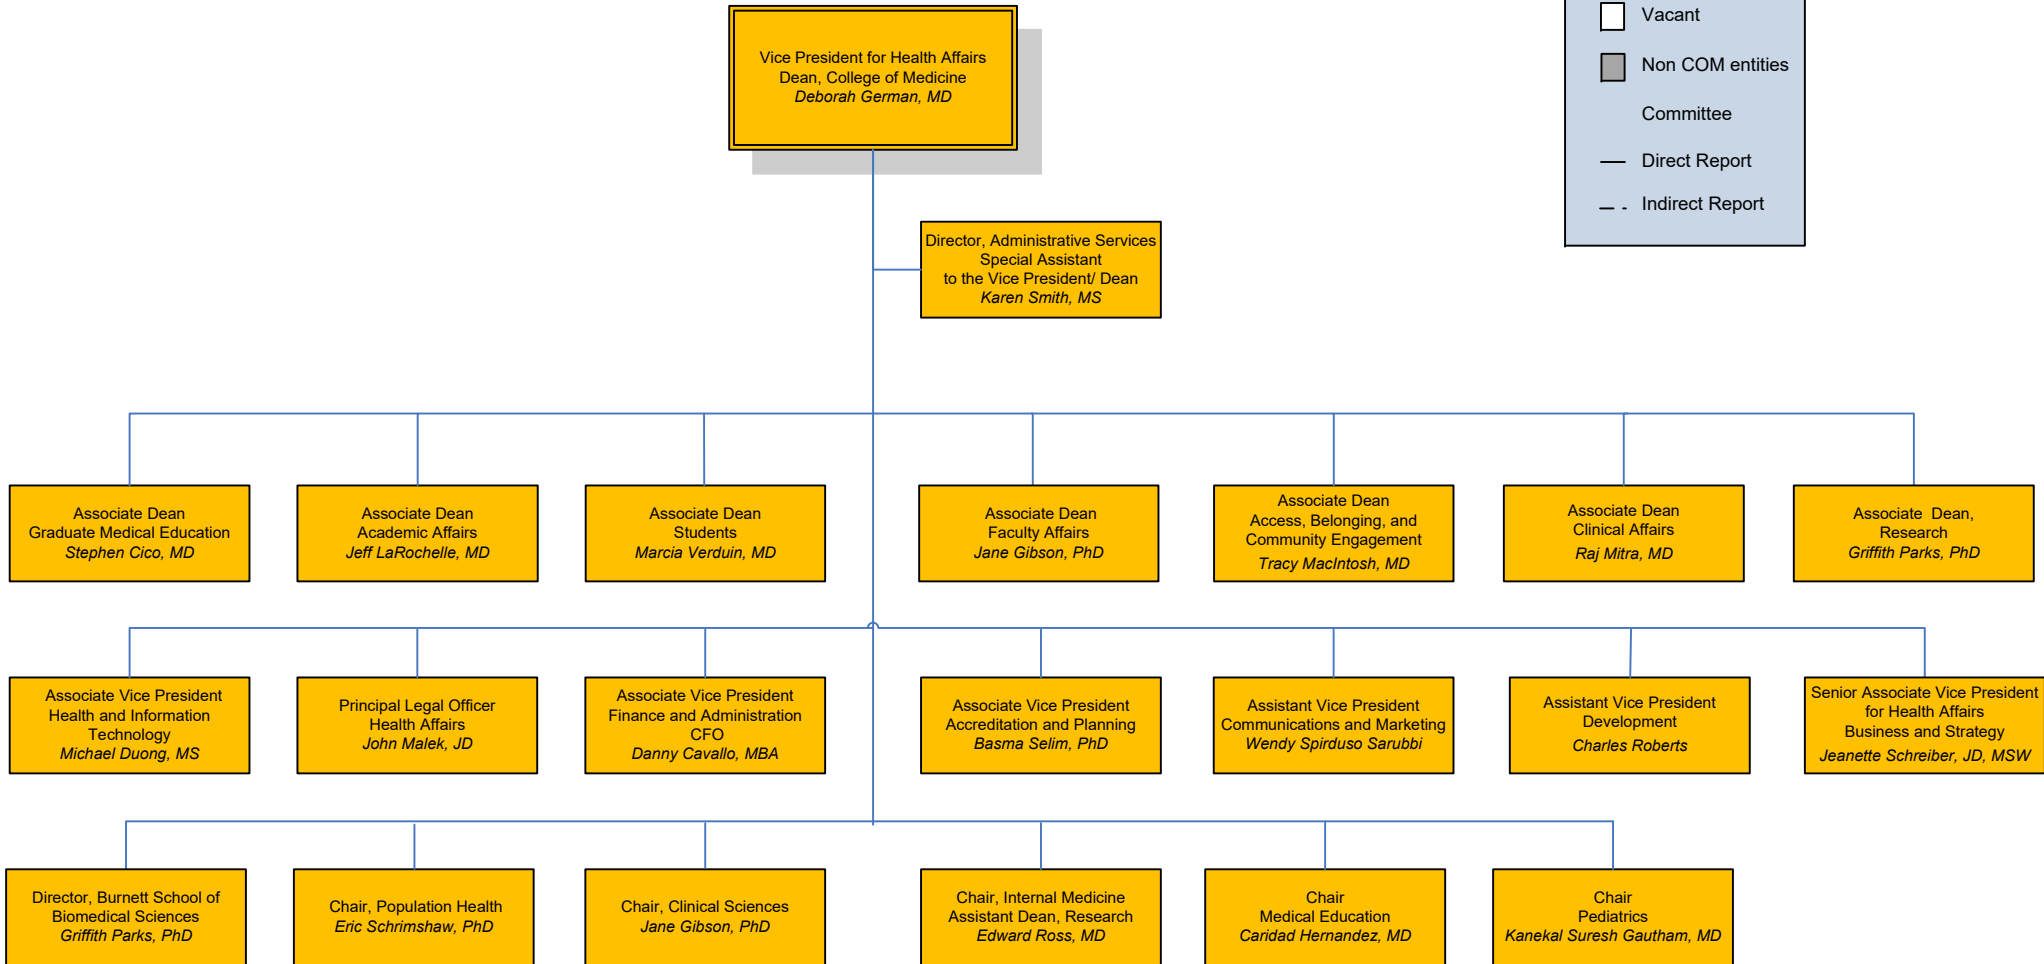 Vice President for Health Affairs
Dean, College of Medicine
Deborah German, MD
Vacant
Non COM entities
Committee
Direct Report
Indirect Report
Director, Administrative Services
Special Assistant
to the Vice President/ Dean
Karen Smith, MS
Associate Dean
Graduate Medical Education
Stephen Cico, MD
Associate Dean
Academic Affairs
Jeff LaRochelle, MD
Associate Dean
Students
Marcia Verduin, MD
Associate Dean
Faculty Affairs
Jane Gibson, PhD
Associate Dean
Access, Belonging, and
Community Engagement
Tracy MacIntosh, MD
Associate Dean
Clinical Affairs
Raj Mitra, MD
Associate Dean,
Research
Griffith Parks, PhD
Associate Vice President
Health and Information
Technology
Michael Duong, MS
Principal Legal Officer
Health Affairs
John Malek, JD
Associate Vice President
Finance and Administration
CFO
Danny Cavallo, MBA
Associate Vice President
Accreditation and Planning
Basma Selim, PhD
Assistant Vice President
Communications and Marketing
Wendy Spirduso Sarubbi
Assistant Vice President
Development
Charles Roberts
Senior Associate Vice President
for Health Affairs
Business and Strategy
Jeanette Schreiber, JD, MSW
Director, Burnett School of
Biomedical Sciences
Griffith Parks, PhD
Chair, Population Health
Eric Schrimshaw, PhD
Chair, Clinical Sciences
Jane Gibson, PhD
Chair, Internal Medicine
Assistant Dean, Research
Edward Ross, MD
Chair
Medical Education
Caridad Hernandez, MD
Chair
Pediatrics
Kanekal Suresh Gautham, MD